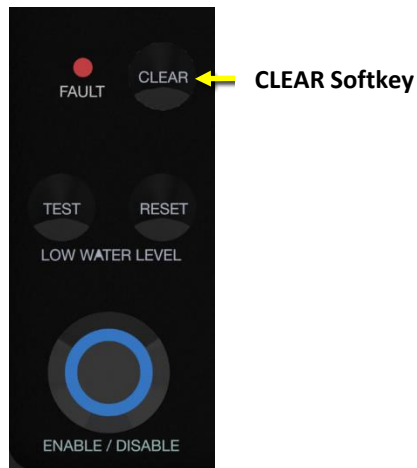 CLEAR
CLEAR Softkey
FAULT
TEST RESET
LOW WATER LEVEL
ENABLE / DISABLE